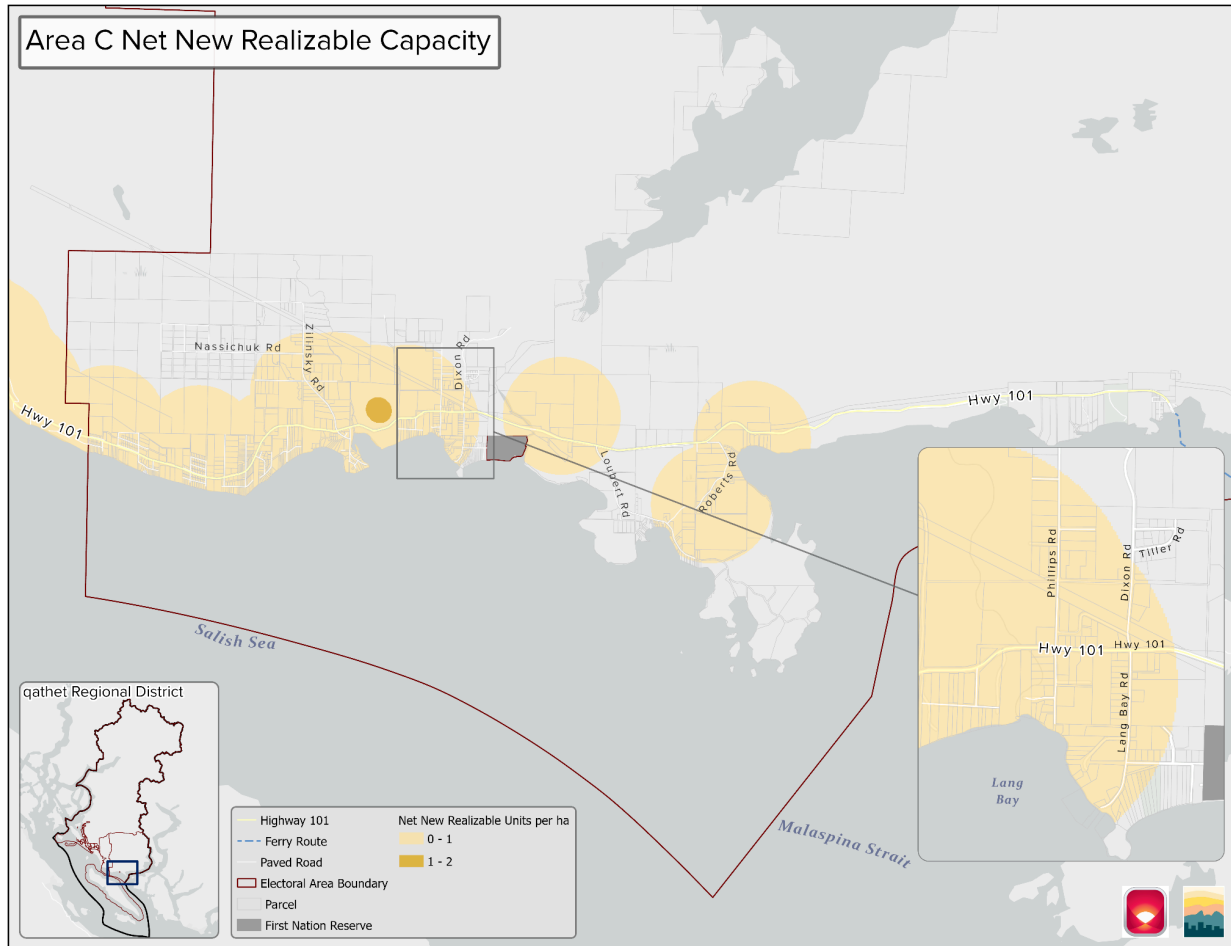 Area C Net New Realizable Capacity
Nassichuk Rd
Zilinsky Rd
Dixon Rd
Hwy 101
Hwy 101
Loubert Rd
Roberts Rd
Salish Sea
Malaspina Strait
Phillips Rd
Dixon Rd
Tiller Rd
Hwy 101
Hwy 101
Lang Bay Rd
Lang
Bay
qathet Regional District
Highway 101
Ferry Route
Paved Road
Electoral Area Boundary
Parcel
First Nation Reserve
Net New Realizable Units per ha
0 - 1
1 - 2